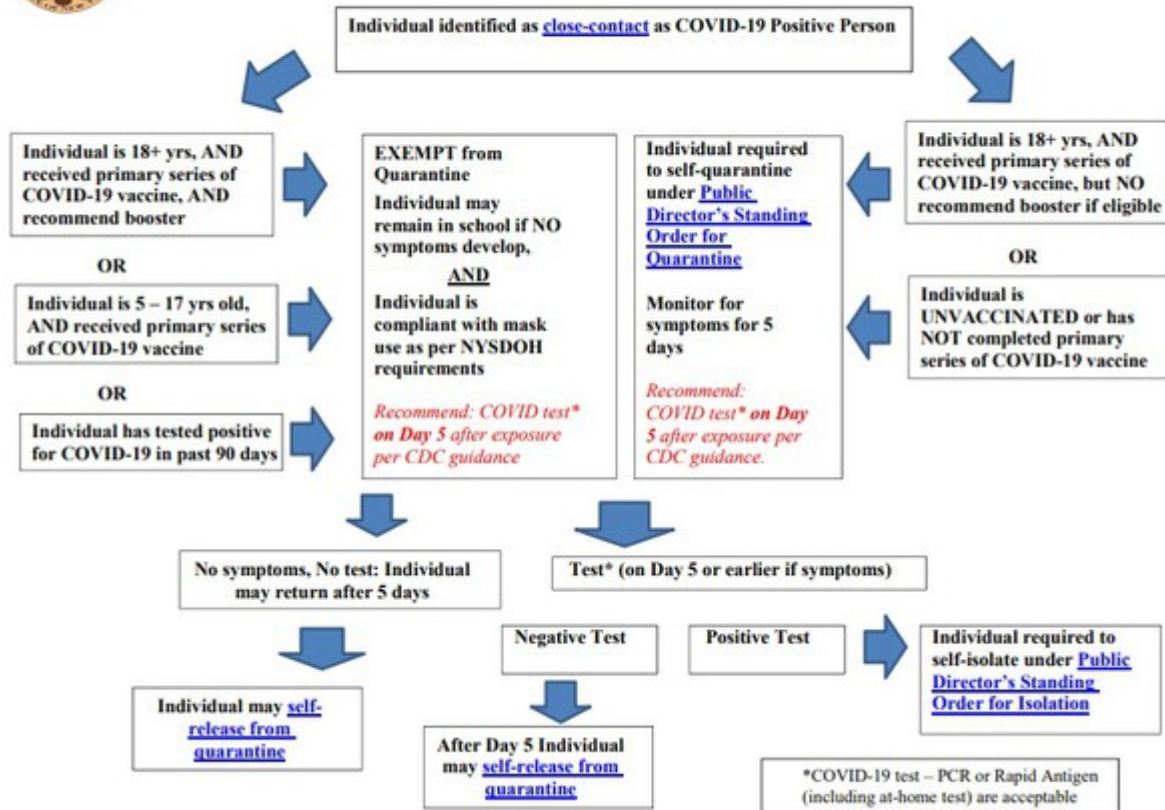 OF NEW
Individual identified as close-contact as COVID-19 Positive Person
Individual is 18+ yrs, AND
received primary series of
COVID-19 vaccine, AND
recommend booster
OR
Individual is 5 – 17 yrs old,
AND received primary series
of COVID-19 vaccine
OR
Individual has tested positive
for COVID-19 in past 90 days
EXEMPT from
Quarantine
Individual may
remain in school if NO
symptoms develop,
AND
Individual is
compliant with mask
use as per NYSDOH
requirements
Recommend: COVID test*
on Day 5 after exposure
per CDC guidance
Individual required
to self-quarantine
under Public
Director's Standing
Order for
Quarantine
Monitor for
symptoms for 5
days
Recommend:
COVID test* on Day
5 after exposure per
CDC guidance.
Individual is 18+ yrs, AND
received primary series of
COVID-19 vaccine, but NO
recommend booster if eligible
OR
Individual is
UNVACCINATED or has
NOT completed primary
series of COVID-19 vaccine
No symptoms, No test: Individual
may return after 5 days
Test* (on Day 5 or earlier if symptoms)
Individual may self-
release from
quarantine
Negative Test
After Day 5 Individual
may self-release from
quarantine
Positive Test
Individual required to
self-isolate under Public
Director's Standing
Order for Isolation
*COVID-19 test – PCR or Rapid Antigen
(including at-home test) are acceptable